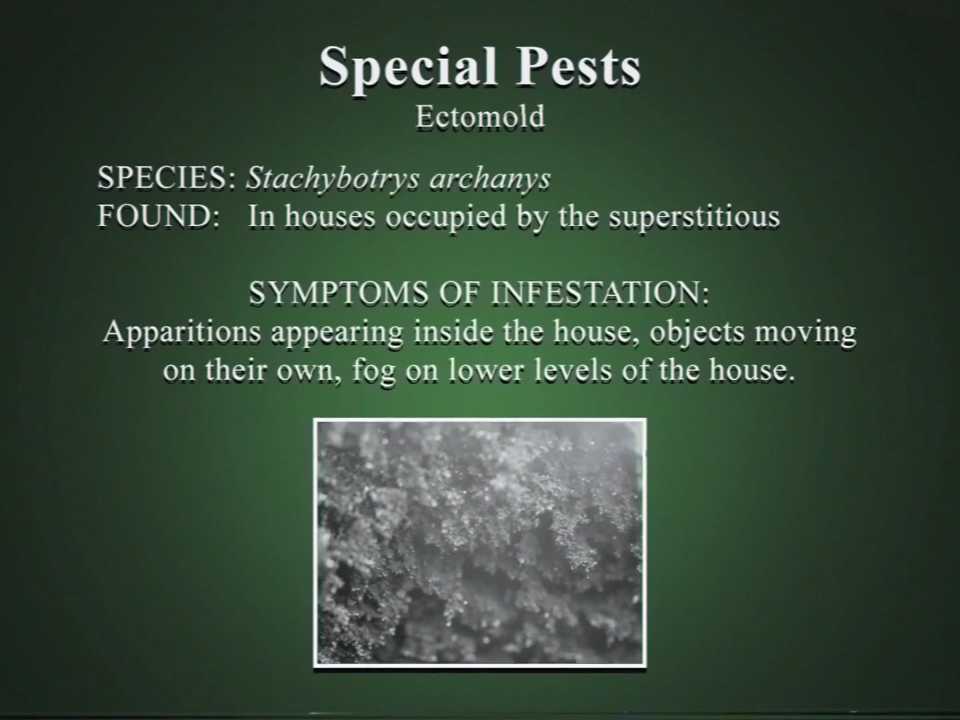 Special Pests
Ectomold
SPECIES: Stachybotrys archanys
FOUND: In houses occupied by the superstitious
SYMPTOMS OF INFESTATION:
Apparitions appearing inside the house, objects moving
on their own, fog on lower levels of the house.